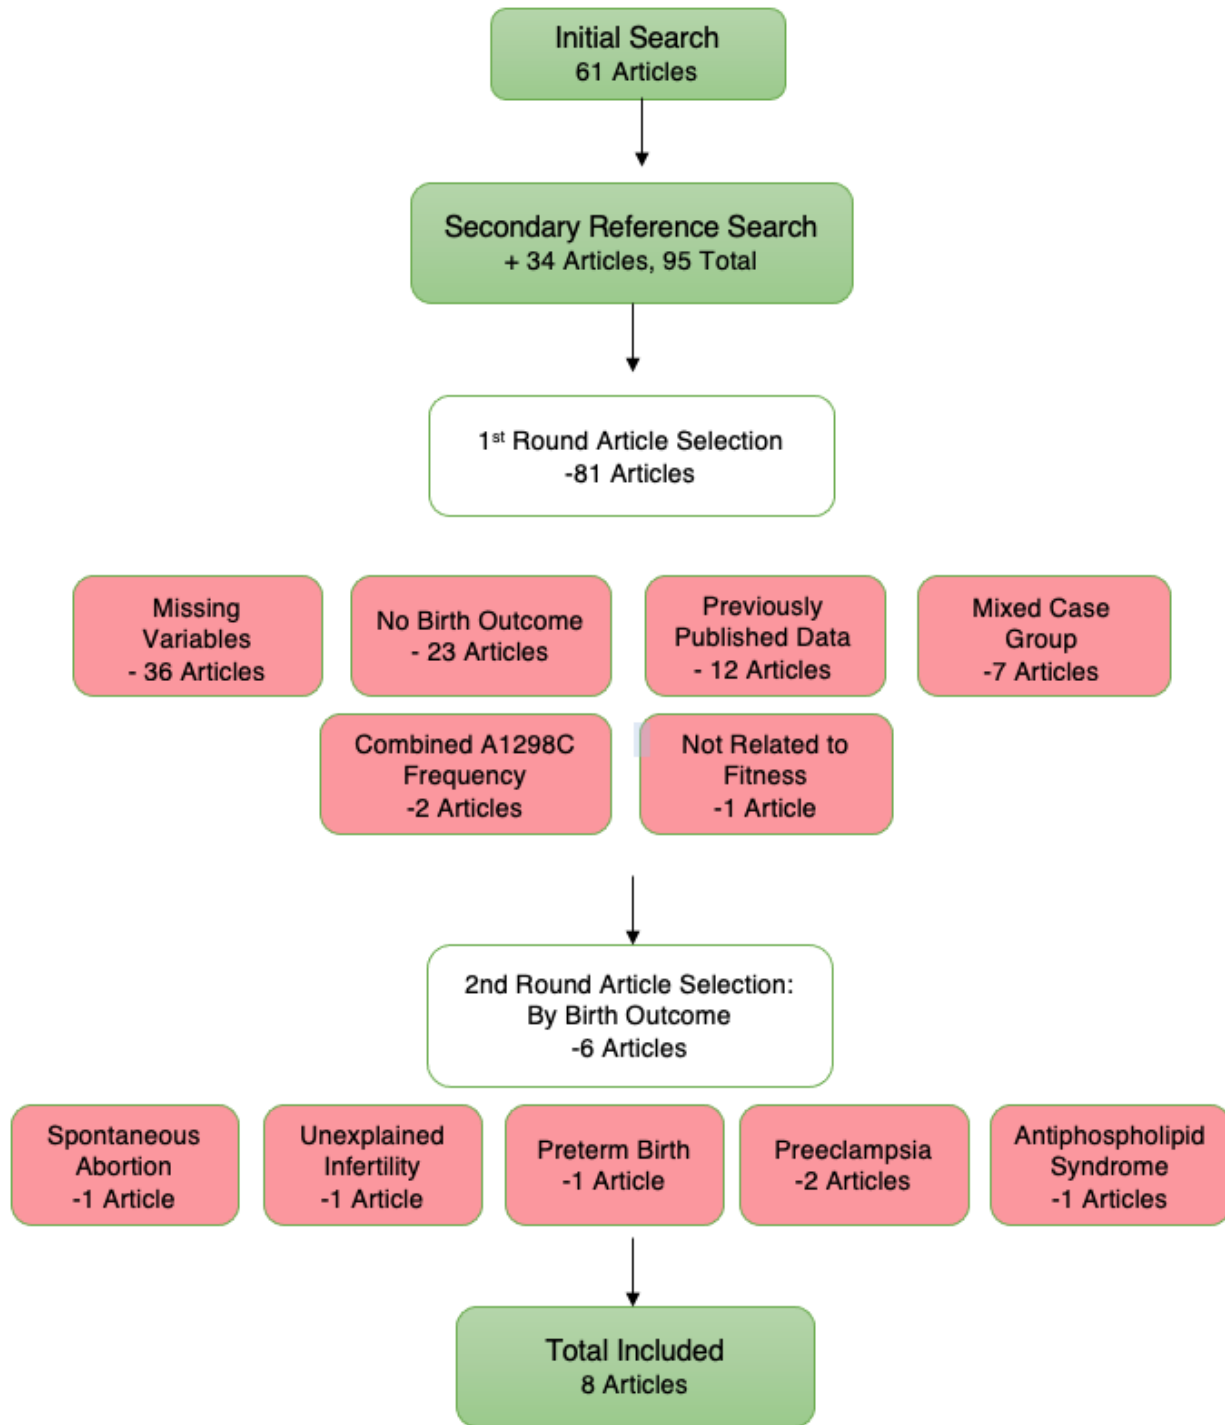 Initial Search
61 Articles
Secondary Reference Search
+ 34 Articles, 95 Total
1st Round Article Selection
-81 Articles
Missing
Variables
- 36 Articles
No Birth Outcome
- 23 Articles
Previously
Published Data
- 12 Articles
Mixed Case
Group
-7 Articles
Combined A1298C
Frequency
-2 Articles
Not Related to
Fitness
-1 Article
2nd Round Article Selection:
By Birth Outcome
-6 Articles
Spontaneous
Abortion
-1 Article
Unexplained
Infertility
-1 Article
Preterm Birth
-1 Article
Preeclampsia
-2 Articles
Antiphospholipid
Syndrome
-1 Articles
Total Included
8 Articles